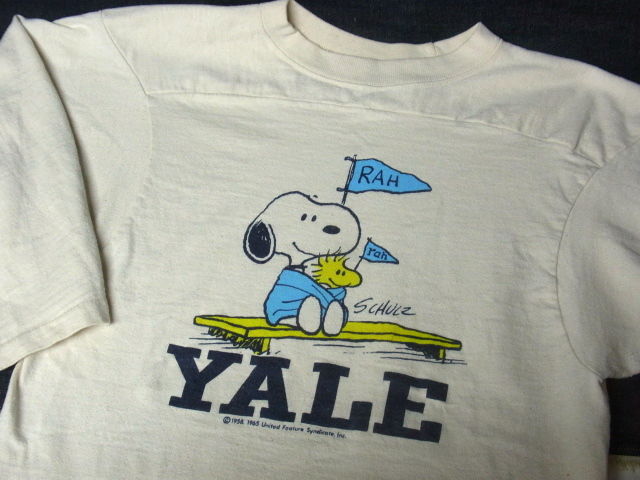 RAH
rah
SCHULZ
YALE
© 1958, 1965 United Feature Syndicate, Inc.